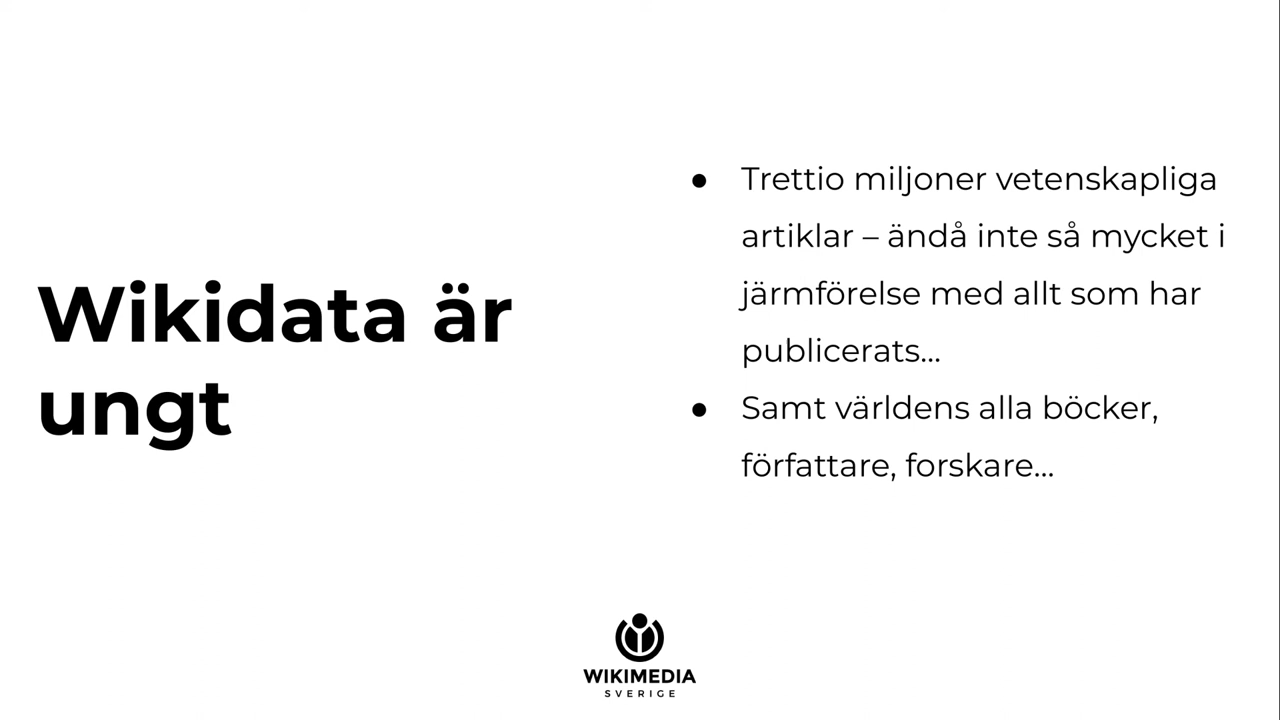 Wikidata är
ungt
● Trettio miljoner vetenskapliga
artiklar – ändå inte så mycket i
järmförelse med allt som har
publicerats...
● Samt världens alla böcker,
författare, forskare...
WIKIMEDIA
SVERIGE